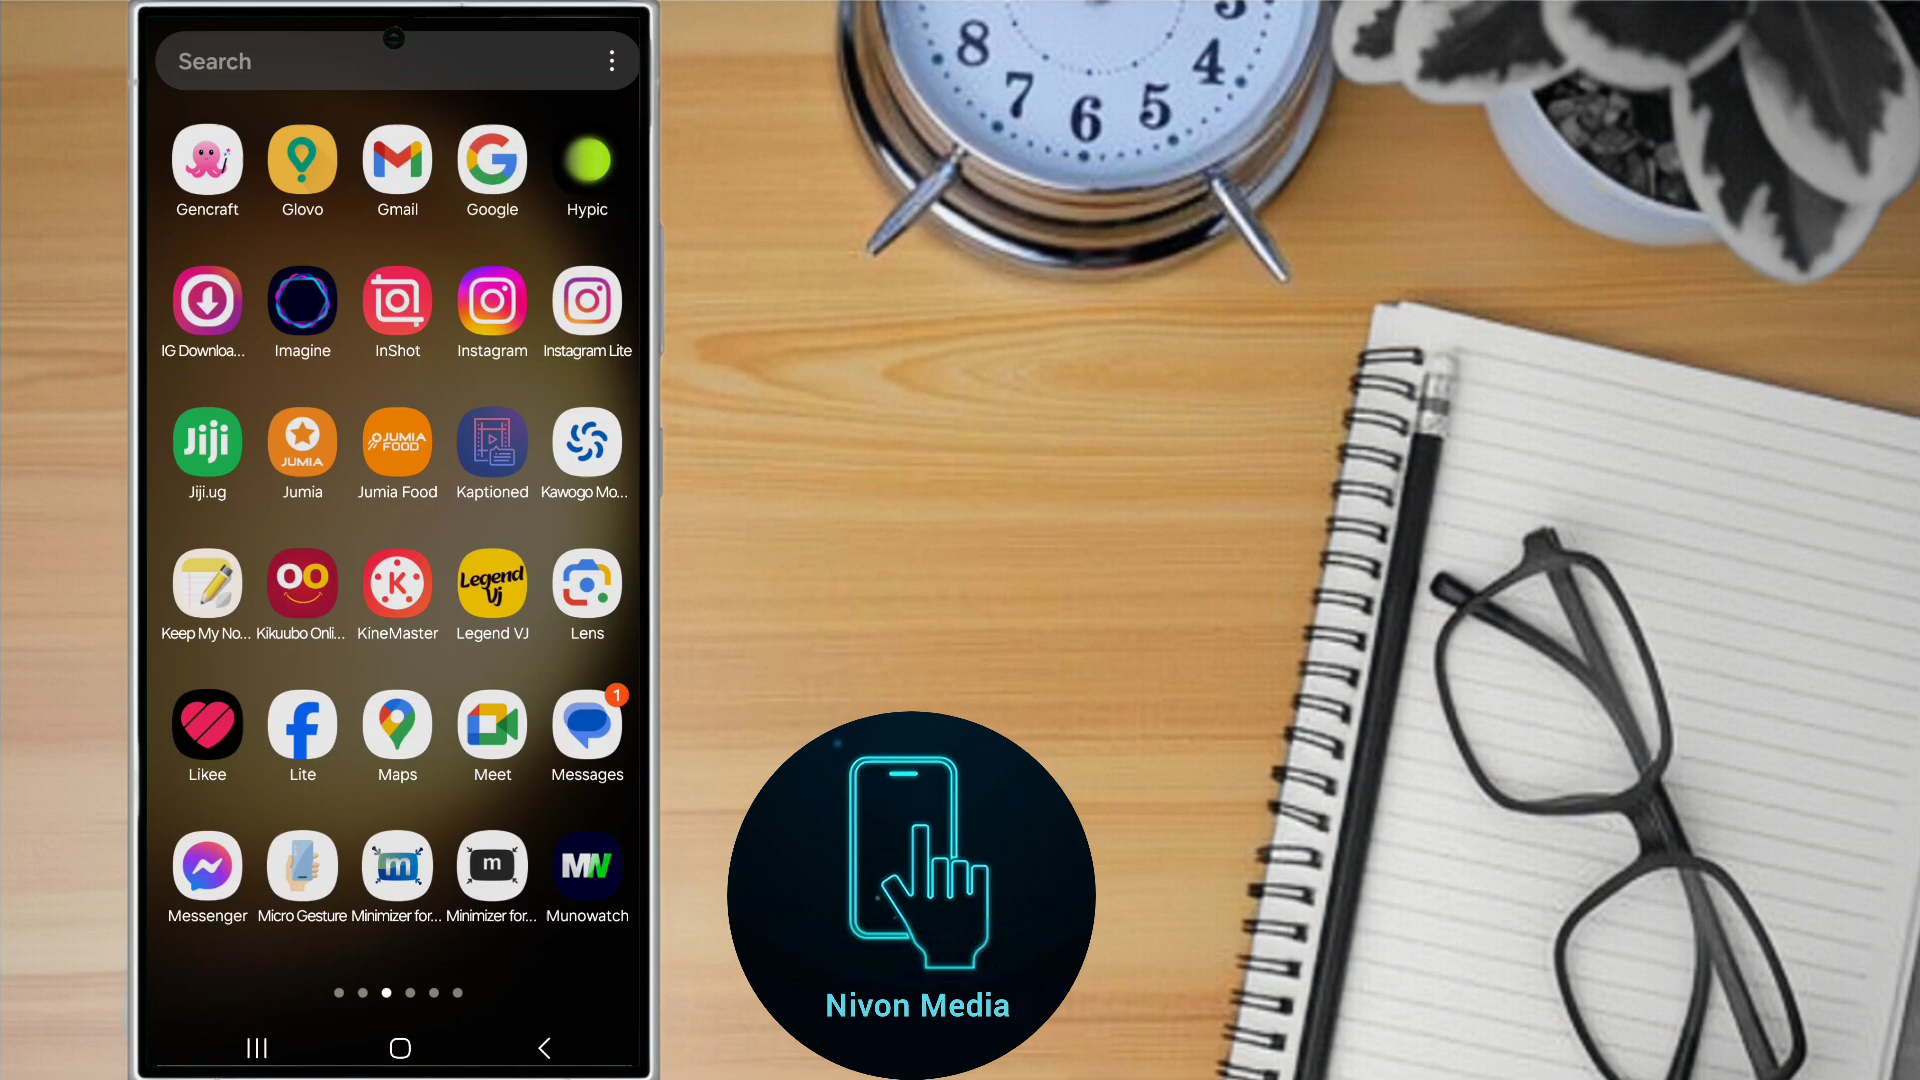 Search
Gencraft Glovo Gmail Google Hypic
IG Downloa... Imagine InShot Instagram Instagram Lite
Jiji
JUMIA
JUMIA FOOD
Jiji.ug Jumia Jumia Food Kaptioned Kawogo Mo...
K
Legend Vj
Keep My No... Kikuubo Onli... KineMaster Legend VJ Lens
1
Likee Lite Maps Meet Messages
m
m
MW
Messenger Micro Gesture Minimizer for... Minimizer for... Munowatch
Nivon Media
8 7 6 5 4 3